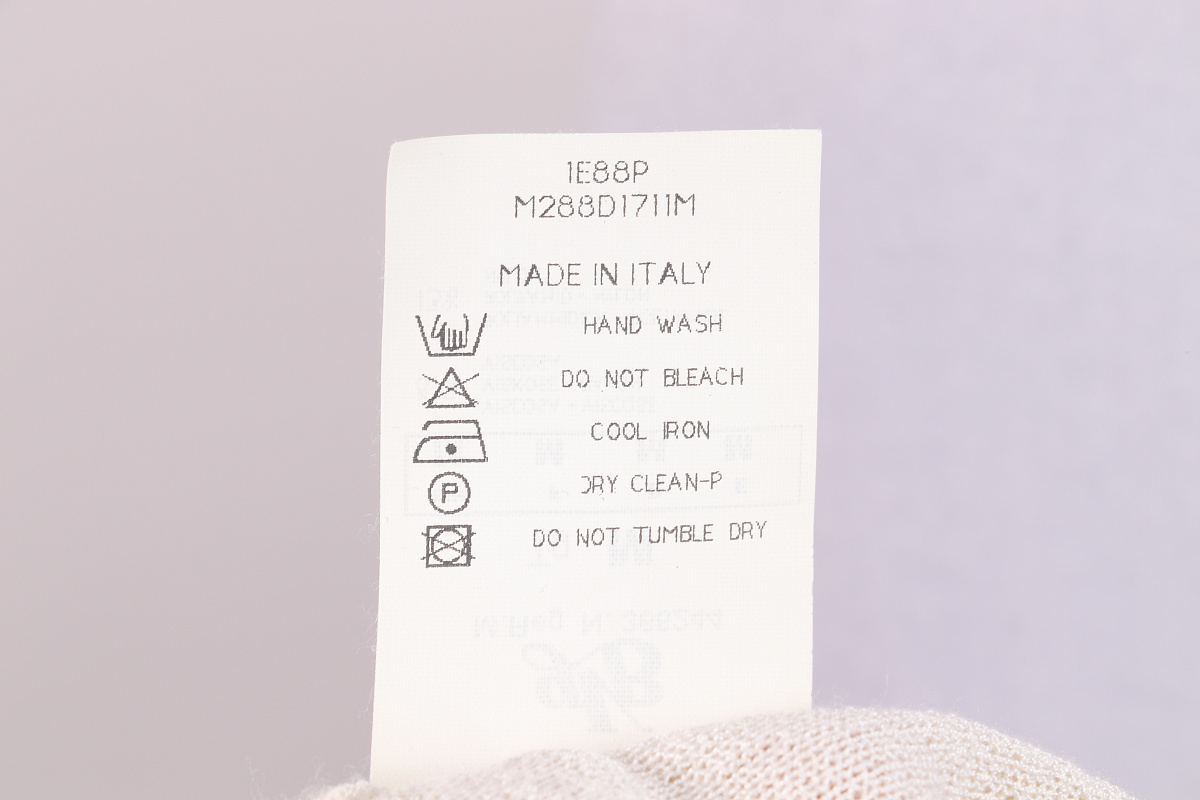 1E88P
M288D1711M
MADE IN ITALY
HAND WASH
DO NOT BLEACH
COOL IRON
P
DRY CLEAN-P
DO NOT TUMBLE DRY